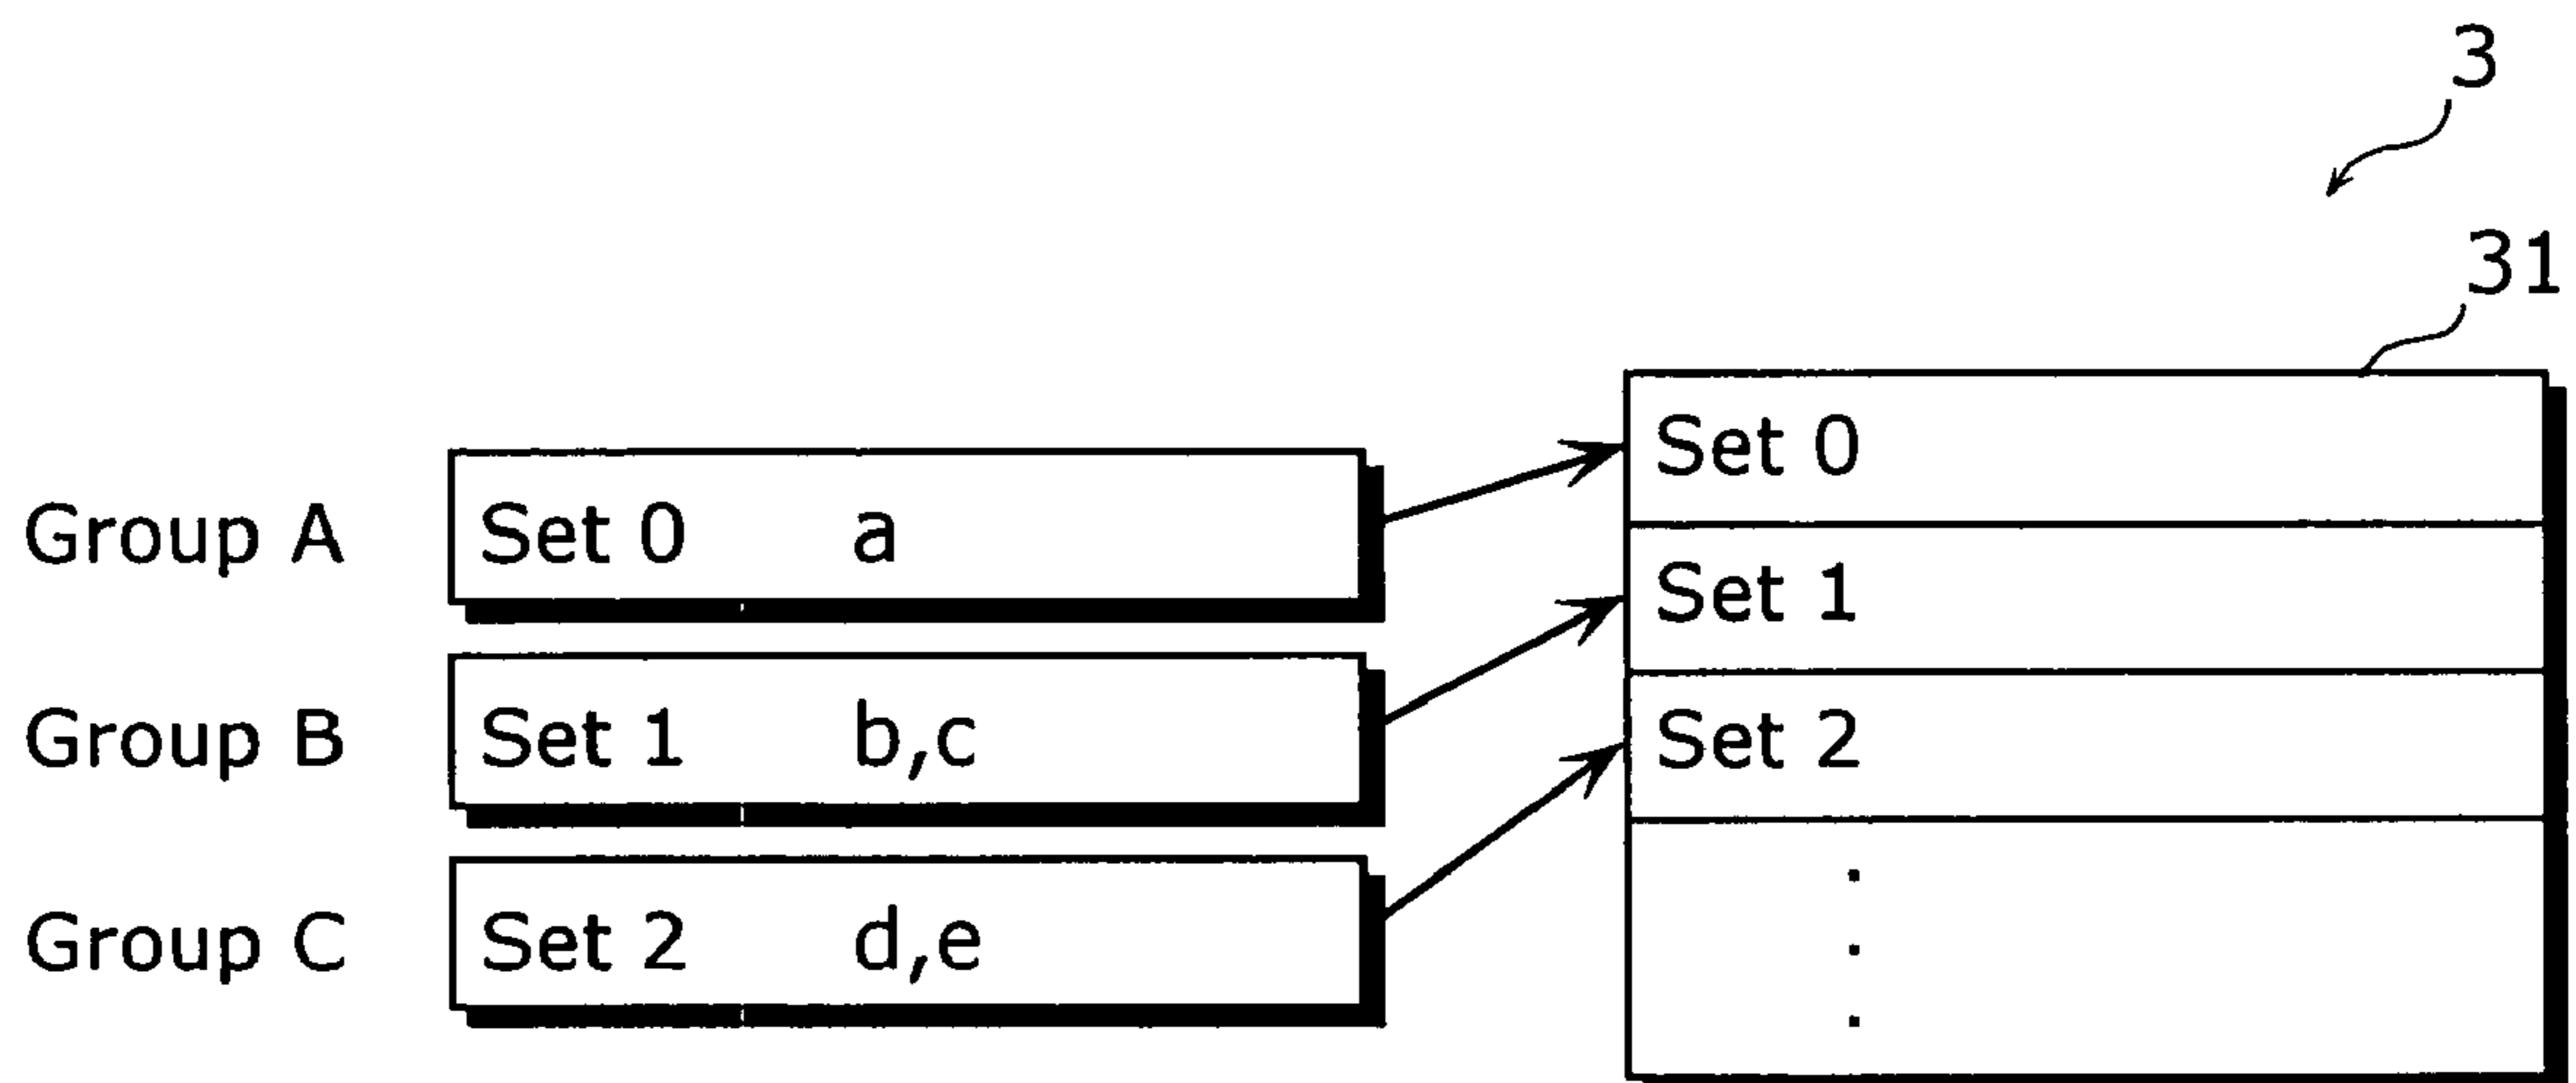 3
31
Group A Set 0 a
Group B Set 1 b,c
Group C Set 2 d,e
Set 0
Set 1
Set 2
.
.
.